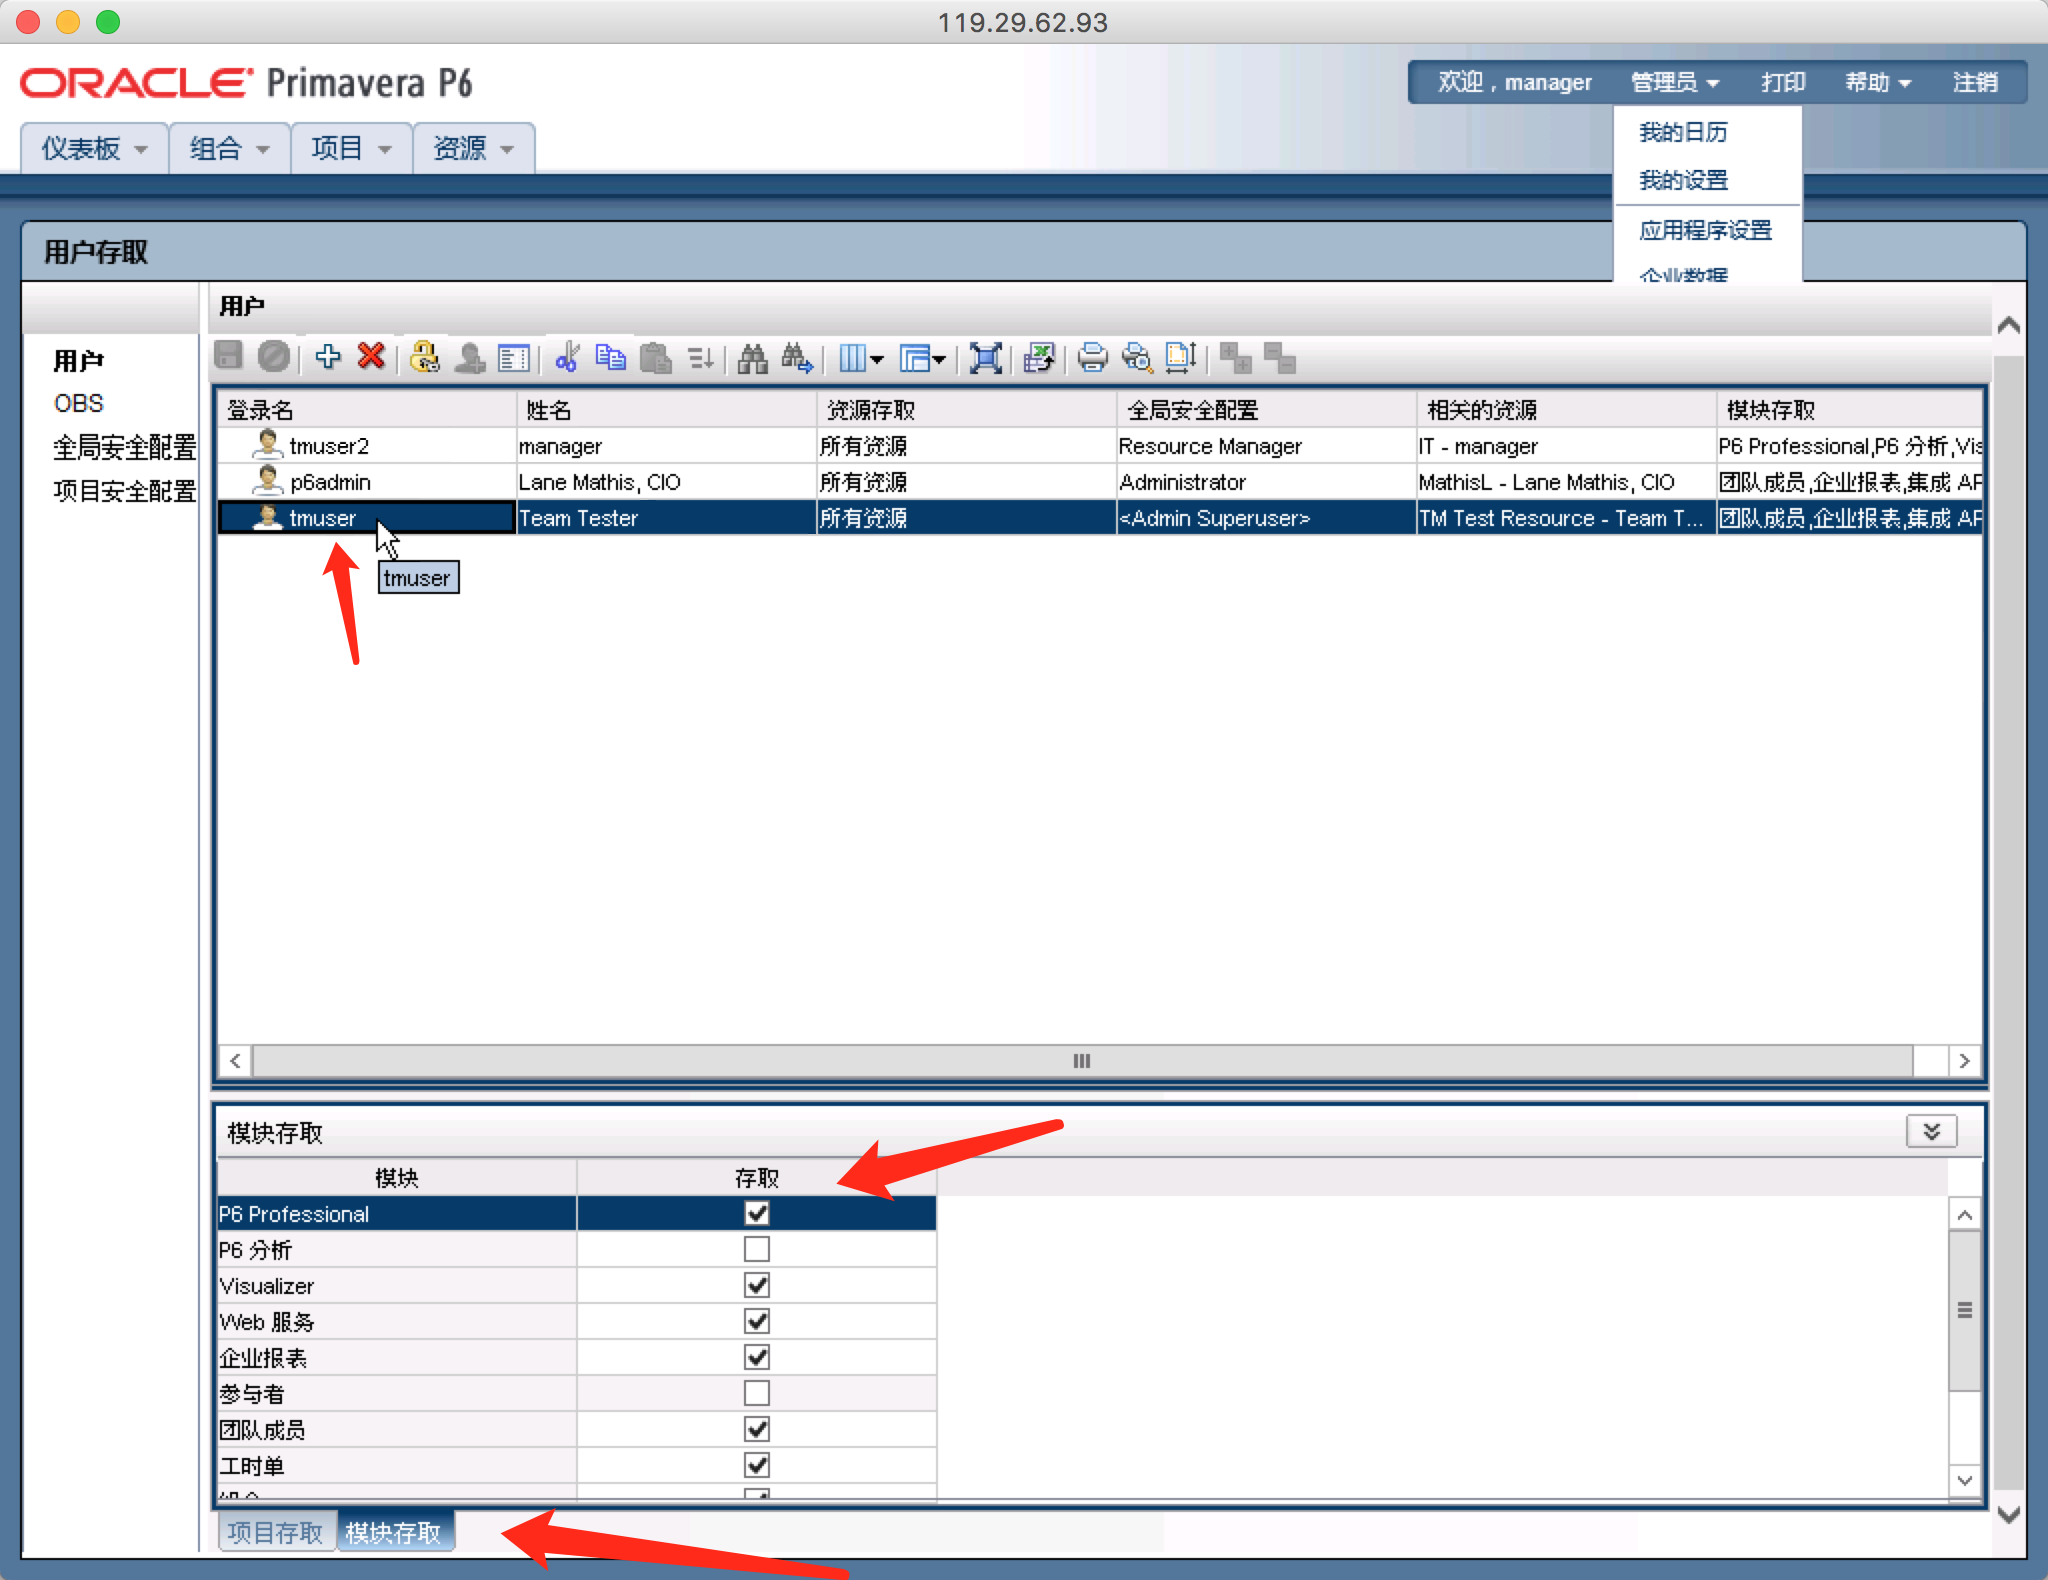 119.29.62.93
ORACLE Primavera P6
欢迎，manager 管理员 打印 帮助 注销
仪表板 组合 项目 资源
我的日历
我的设置
应用程序设置
企业数据
用户存取
用户
用户
OBS
全局安全配置
项目安全配置
登录名 姓名 资源存取 全局安全配置 相关的资源 模块存取
tmuser2 manager 所有资源 Resource Manager IT - manager P6 Professional,P6 分析,Vis
p6admin Lane Mathis, CIO 所有资源 Administrator MathisL - Lane Mathis, CIO 团队成员,企业报表,集成 AP
tmuser Team Tester 所有资源 <Admin Superuser> TM Test Resource - Team T... 团队成员,企业报表,集成 AP
tmuser
模块存取
模块 存取
P6 Professional
P6 分析
Visualizer
Web 服务
企业报表
参与者
团队成员
工时单
项目存取 模块存取